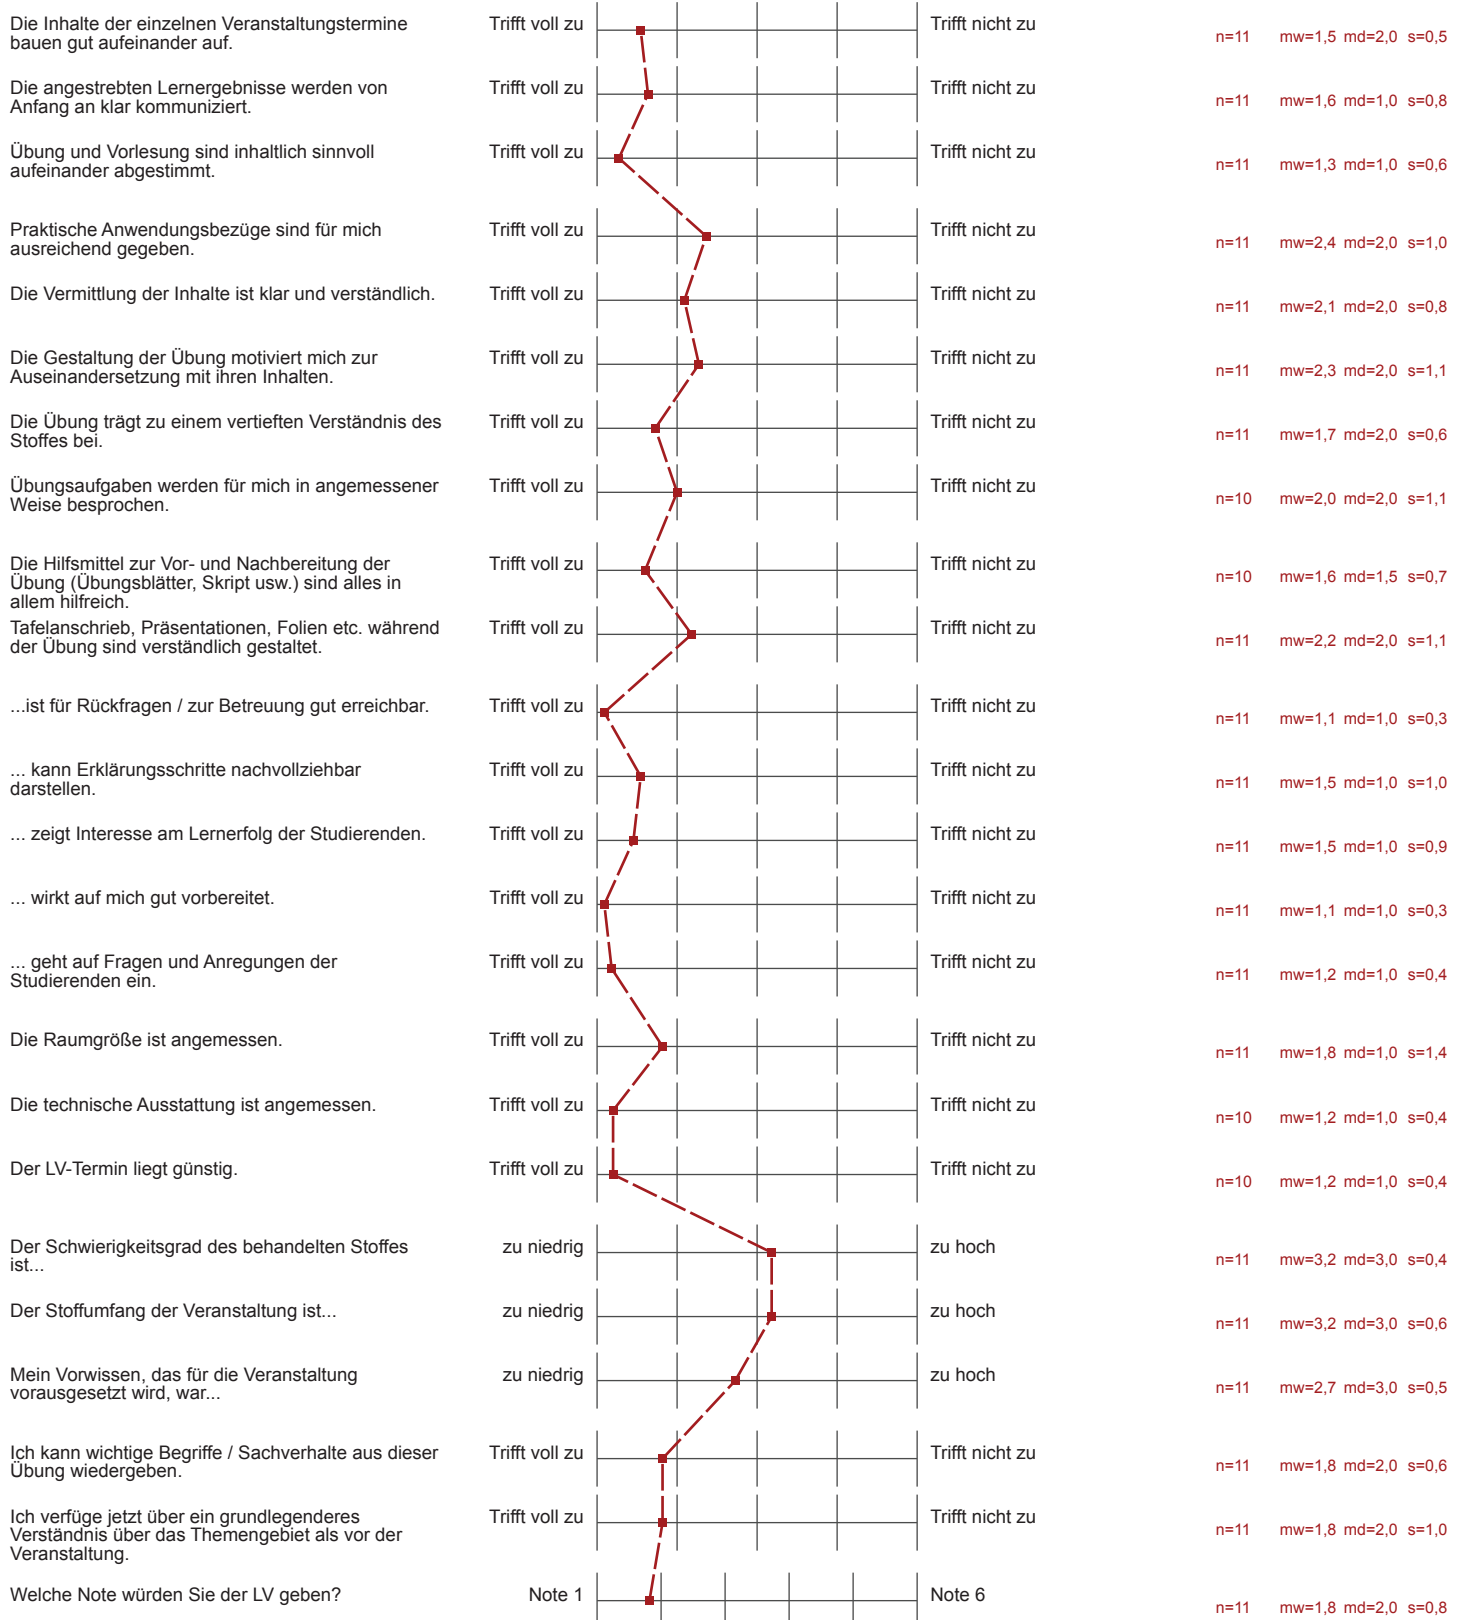 Die Inhalte der einzelnen Veranstaltungstermine
bauen gut aufeinander auf.
Trifft voll zu
Trifft nicht zu
n=11 mw=1,5 md=2,0 s=0,5
Die angestrebten Lernergebnisse werden von
Anfang an klar kommuniziert.
Trifft voll zu
Trifft nicht zu
n=11 mw=1,6 md=1,0 s=0,8
Übung und Vorlesung sind inhaltlich sinnvoll
aufeinander abgestimmt.
Trifft voll zu
Trifft nicht zu
n=11 mw=1,3 md=1,0 s=0,6
Praktische Anwendungsbezüge sind für mich
ausreichend gegeben.
Trifft voll zu
Trifft nicht zu
n=11 mw=2,4 md=2,0 s=1,0
Die Vermittlung der Inhalte ist klar und verständlich.
Trifft voll zu
Trifft nicht zu
n=11 mw=2,1 md=2,0 s=0,8
Die Gestaltung der Übung motiviert mich zur
Auseinandersetzung mit ihren Inhalten.
Trifft voll zu
Trifft nicht zu
n=11 mw=2,3 md=2,0 s=1,1
Die Übung trägt zu einem vertieften Verständnis des
Stoffes bei.
Trifft voll zu
Trifft nicht zu
n=11 mw=1,7 md=2,0 s=0,6
Übungsaufgaben werden für mich in angemessener
Weise besprochen.
Trifft voll zu
Trifft nicht zu
n=10 mw=2,0 md=2,0 s=1,1
Die Hilfsmittel zur Vor- und Nachbereitung der
Übung (Übungsblätter, Skript usw.) sind alles in
allem hilfreich.
Trifft voll zu
Trifft nicht zu
n=10 mw=1,6 md=1,5 s=0,7
Tafelanschrieb, Präsentationen, Folien etc. während
der Übung sind verständlich gestaltet.
Trifft voll zu
Trifft nicht zu
n=11 mw=2,2 md=2,0 s=1,1
...ist für Rückfragen / zur Betreuung gut erreichbar.
Trifft voll zu
Trifft nicht zu
n=11 mw=1,1 md=1,0 s=0,3
... kann Erklärungsschritte nachvollziehbar
darstellen.
Trifft voll zu
Trifft nicht zu
n=11 mw=1,5 md=1,0 s=1,0
... zeigt Interesse am Lernerfolg der Studierenden.
Trifft voll zu
Trifft nicht zu
n=11 mw=1,5 md=1,0 s=0,9
... wirkt auf mich gut vorbereitet.
Trifft voll zu
Trifft nicht zu
n=11 mw=1,1 md=1,0 s=0,3
... geht auf Fragen und Anregungen der
Studierenden ein.
Trifft voll zu
Trifft nicht zu
n=11 mw=1,2 md=1,0 s=0,4
Die Raumgröße ist angemessen.
Trifft voll zu
Trifft nicht zu
n=11 mw=1,8 md=1,0 s=1,4
Die technische Ausstattung ist angemessen.
Trifft voll zu
Trifft nicht zu
n=10 mw=1,2 md=1,0 s=0,4
Der LV-Termin liegt günstig.
Trifft voll zu
Trifft nicht zu
n=10 mw=1,2 md=1,0 s=0,4
Der Schwierigkeitsgrad des behandelten Stoffes
ist...
zu niedrig
zu hoch
n=11 mw=3,2 md=3,0 s=0,4
Der Stoffumfang der Veranstaltung ist...
zu niedrig
zu hoch
n=11 mw=3,2 md=3,0 s=0,6
Mein Vorwissen, das für die Veranstaltung
vorausgesetzt wird, war...
zu niedrig
zu hoch
n=11 mw=2,7 md=3,0 s=0,5
Ich kann wichtige Begriffe / Sachverhalte aus dieser
Übung wiedergeben.
Trifft voll zu
Trifft nicht zu
n=11 mw=1,8 md=2,0 s=0,6
Ich verfüge jetzt über ein grundlegenderes
Verständnis über das Themengebiet als vor der
Veranstaltung.
Trifft voll zu
Trifft nicht zu
n=11 mw=1,8 md=2,0 s=1,0
Welche Note würden Sie der LV geben?
Note 1
Note 6
n=11 mw=1,8 md=2,0 s=0,8